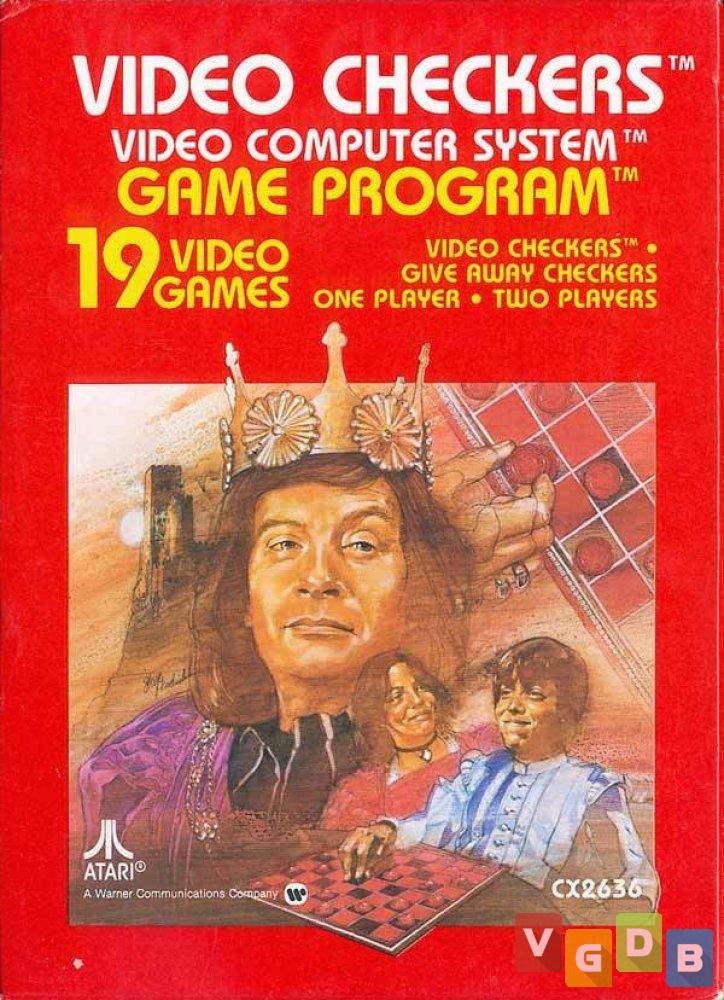 VIDEO CHECKERS™
VIDEO COMPUTER SYSTEM™
GAME PROGRAM™
19 VIDEO GAMES
VIDEO CHECKERS™ •
GIVE AWAY CHECKERS
ONE PLAYER • TWO PLAYERS
ATARI®
A Warner Communications Company
CX2636
VGDB